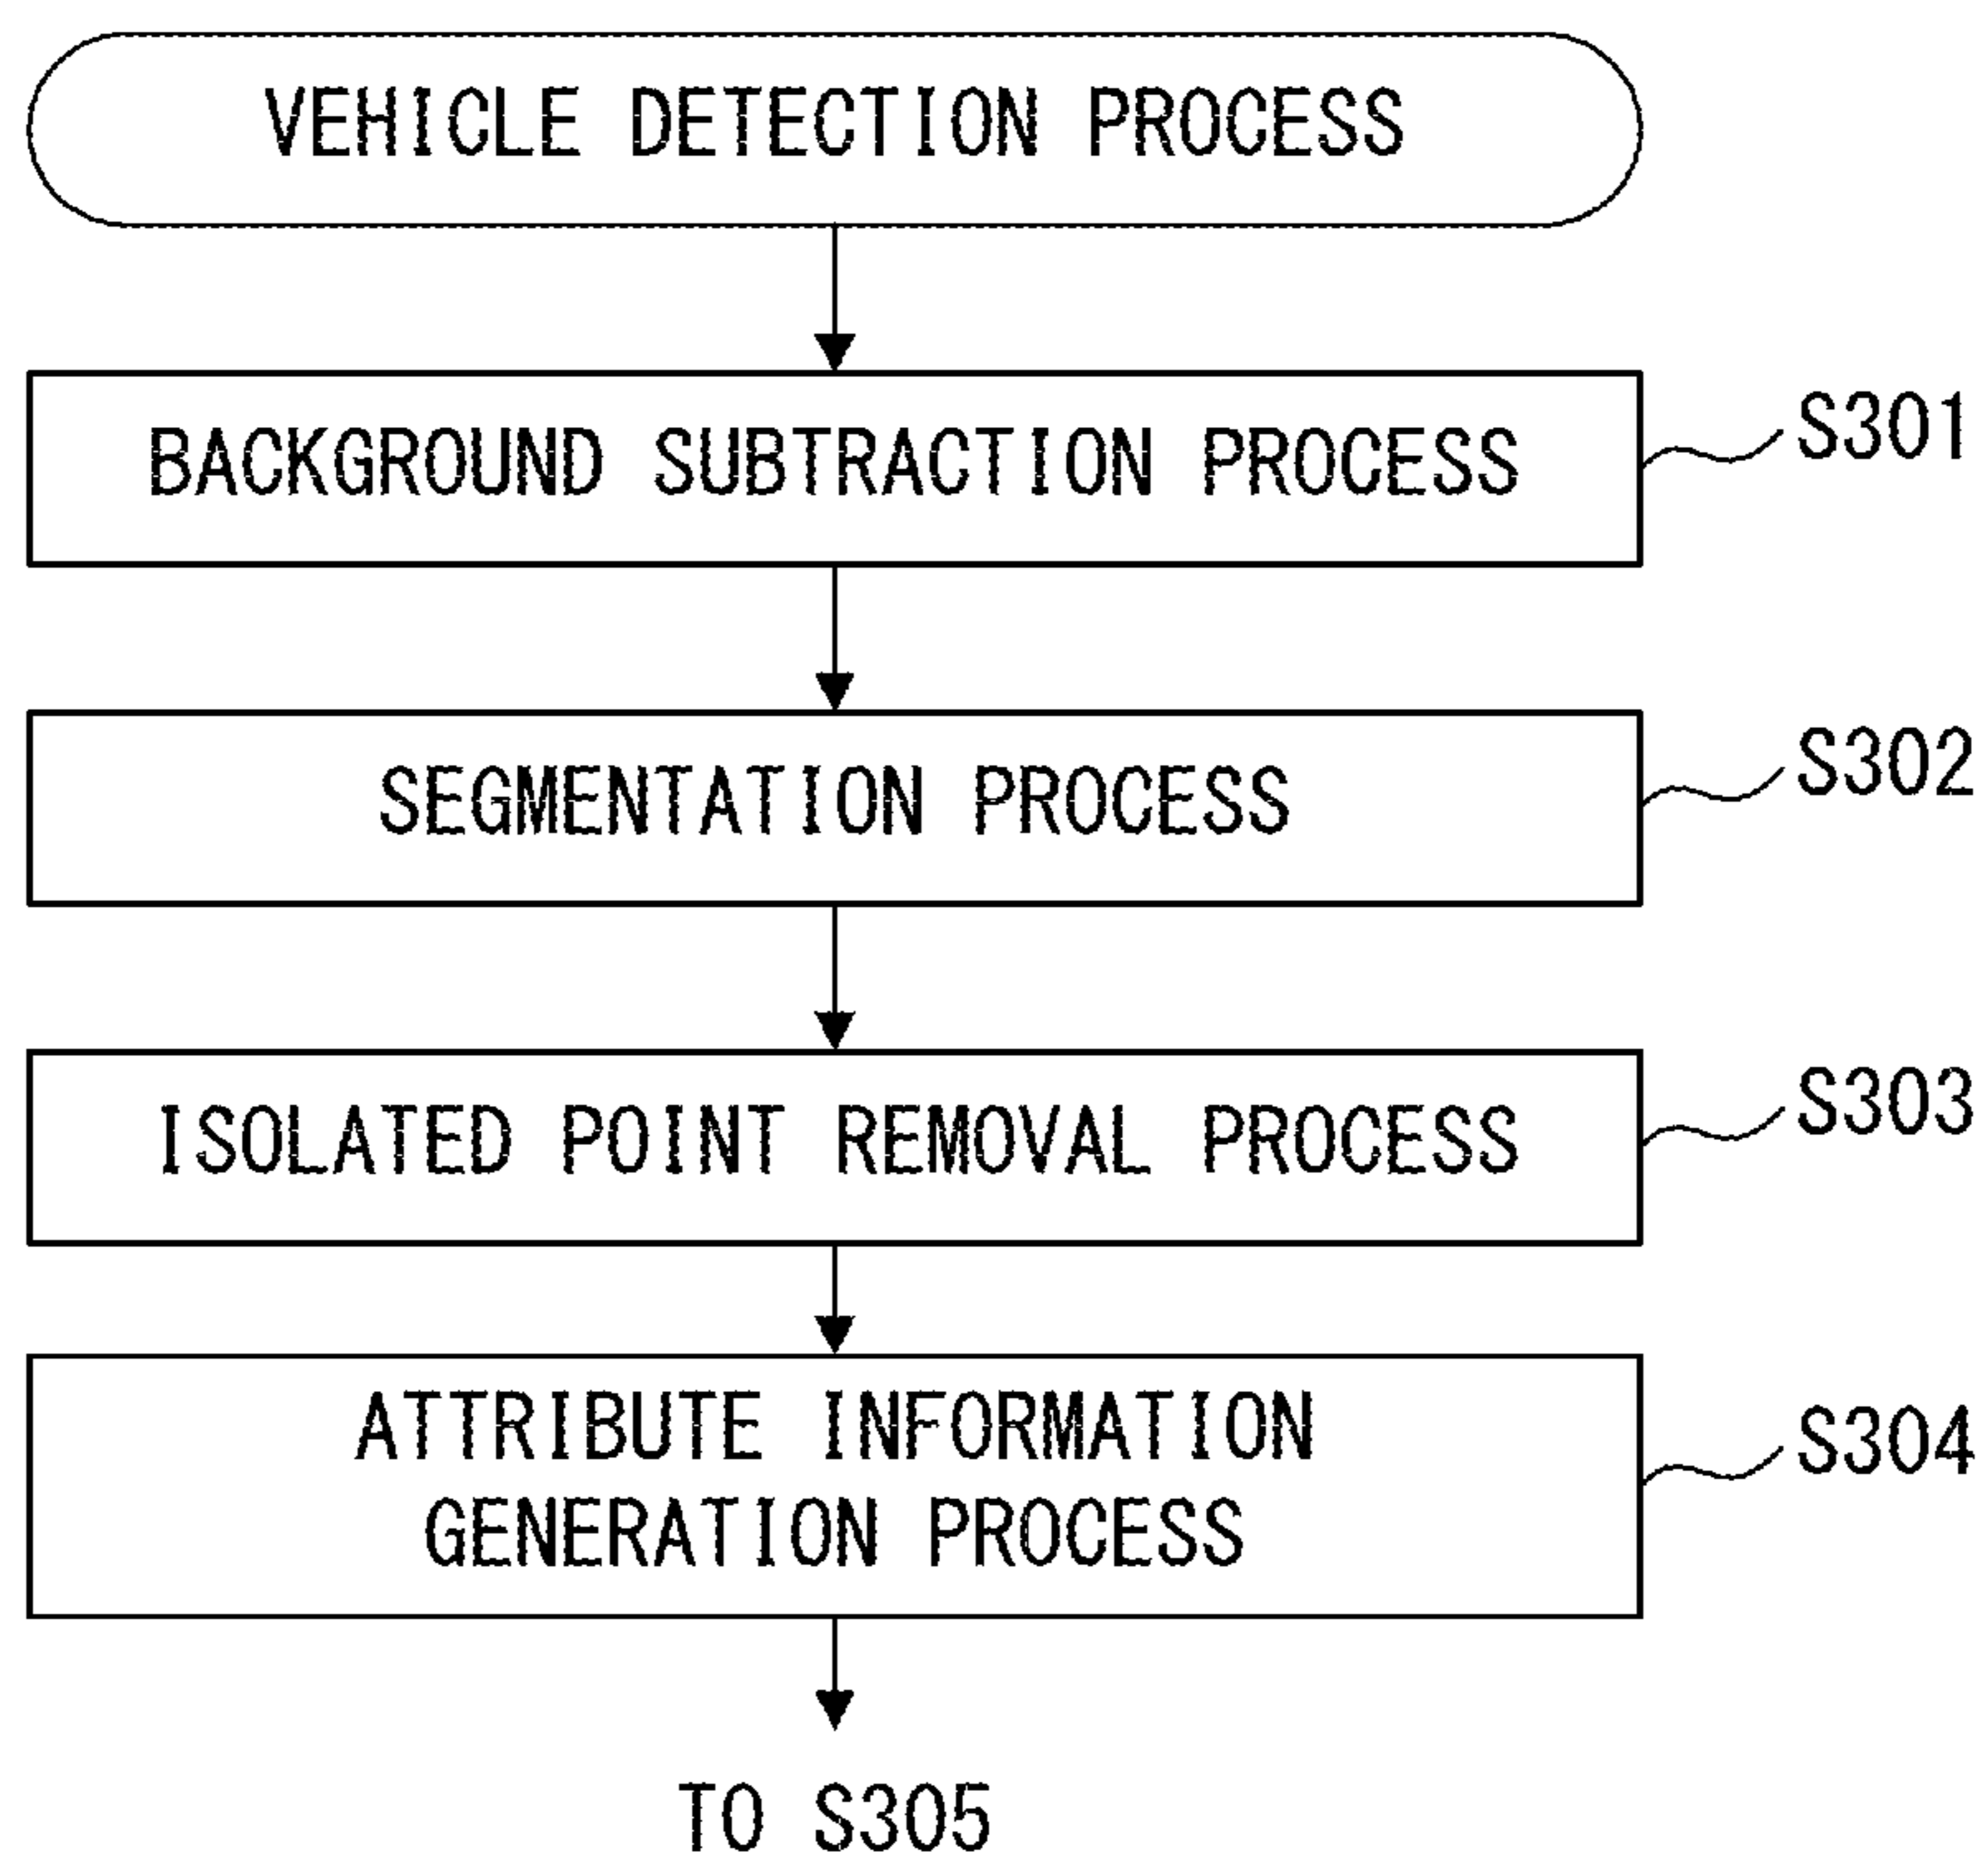 VEHICLE DETECTION PROCESS
BACKGROUND SUBTRACTION PROCESS
S301
SEGMENTATION PROCESS
S302
ISOLATED POINT REMOVAL PROCESS
S303
ATTRIBUTE INFORMATION
GENERATION PROCESS
S304
TO S305